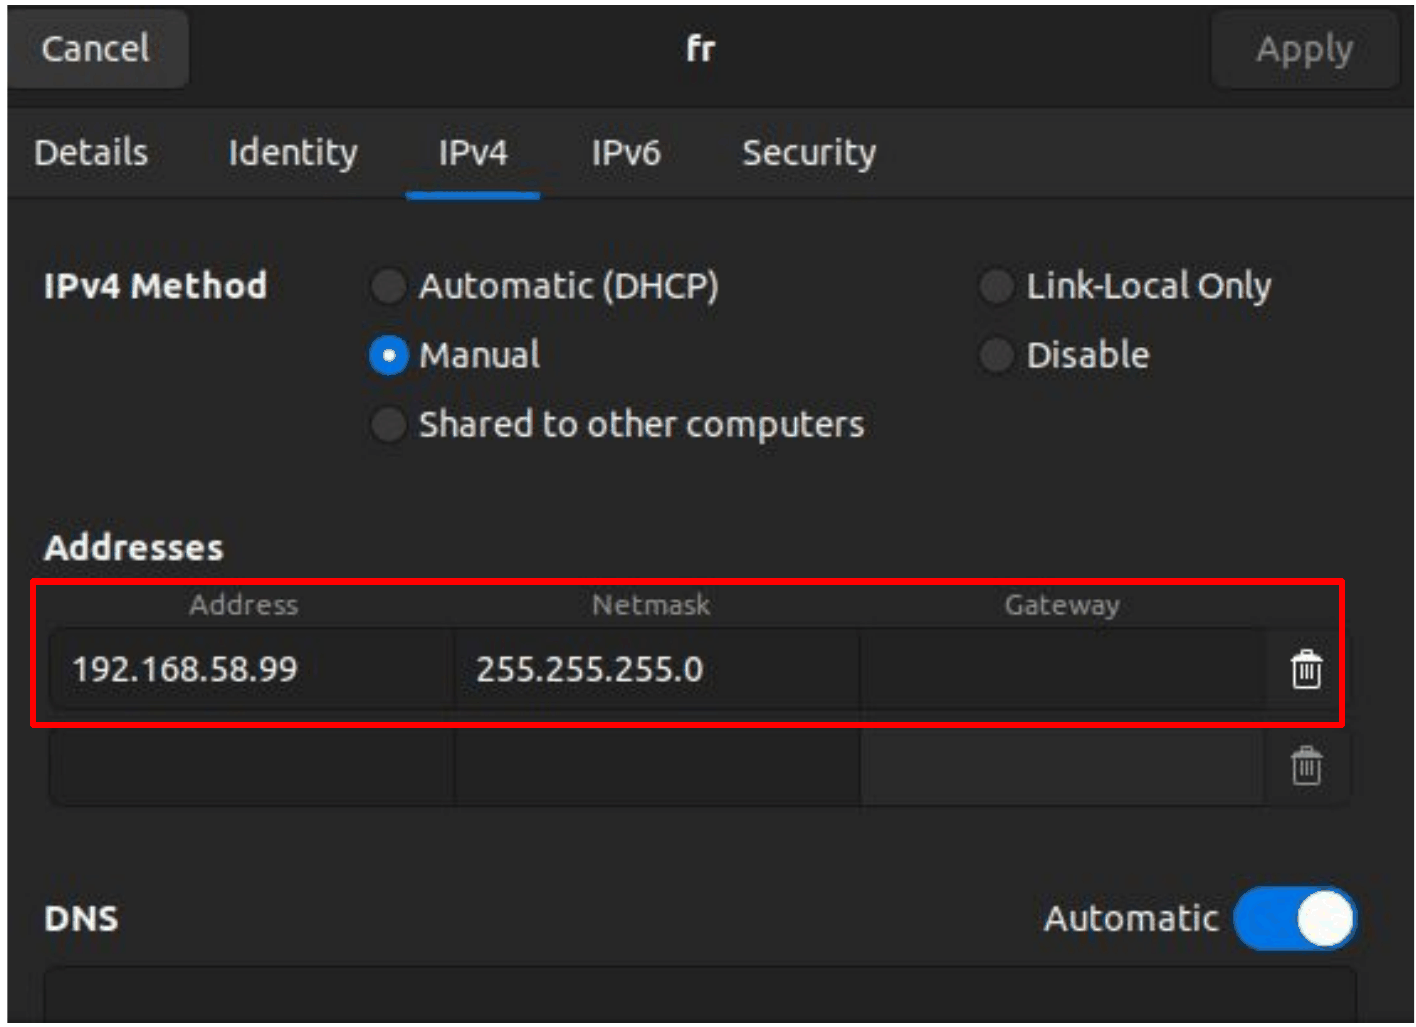 Cancel fr Apply
Details Identity IPv4 IPv6 Security
IPv4 Method Automatic (DHCP) Link-Local Only
Manual Disable
Shared to other computers
Addresses
Address Netmask Gateway
192.168.58.99 255.255.255.0
DNS Automatic